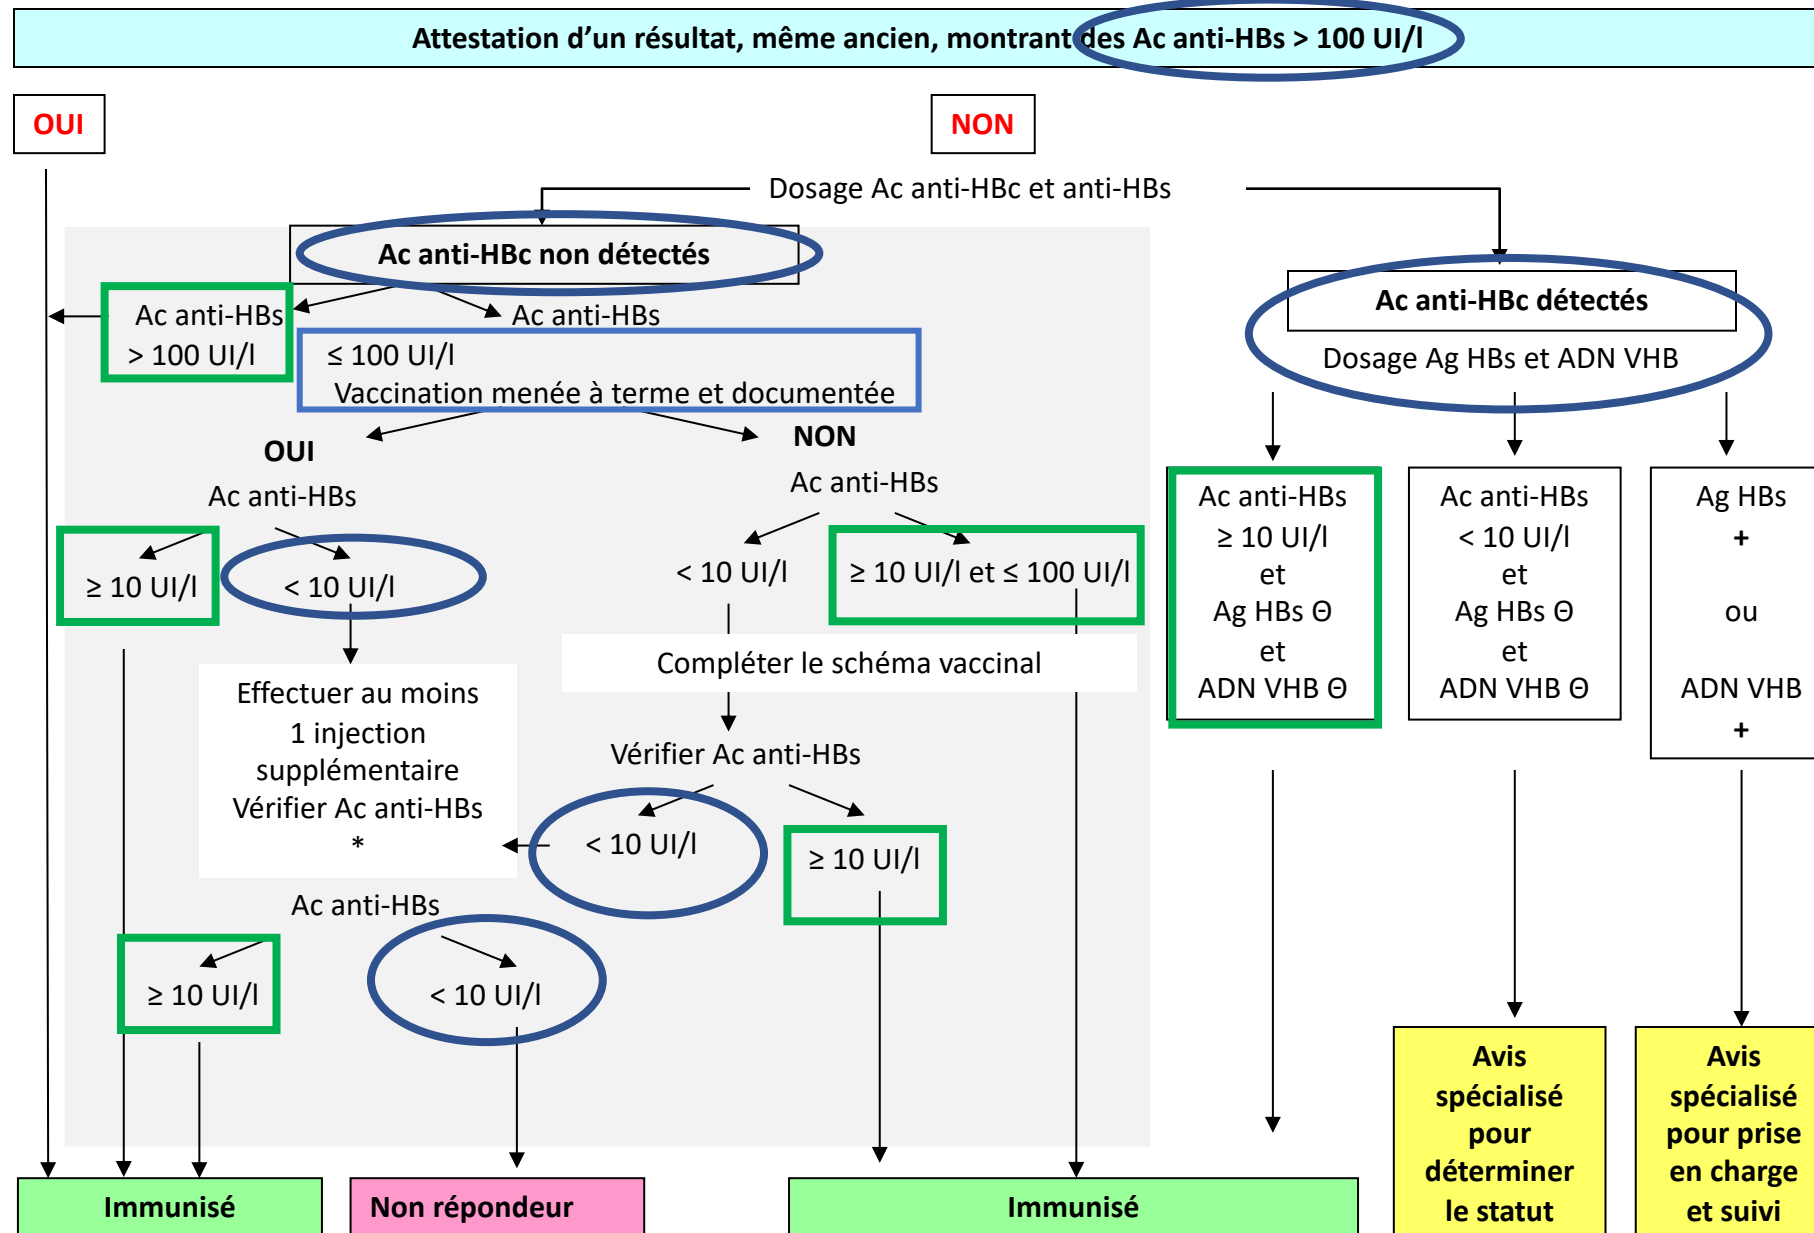 Attestation d’un résultat, même ancien, montrant des Ac anti-HBs > 100 UI/l
OUI
NON
Dosage Ac anti-HBc et anti-HBs
Ac anti-HBc non détectés
Ac anti-HBs
> 100 UI/l
Ac anti-HBs
≤ 100 UI/l
Vaccination menée à terme et documentée
OUI
Ac anti-HBs
≥ 10 UI/l
< 10 UI/l
Effectuer au moins
1 injection
supplémentaire
Vérifier Ac anti-HBs
*
Ac anti-HBs
≥ 10 UI/l
< 10 UI/l
NON
Ac anti-HBs
< 10 UI/l
≥ 10 UI/l et ≤ 100 UI/l
Compléter le schéma vaccinal
Vérifier Ac anti-HBs
< 10 UI/l
≥ 10 UI/l
Ac anti-HBc détectés
Dosage Ag HBs et ADN VHB
Ac anti-HBs
≥ 10 UI/l
et
Ag HBs Θ
et
ADN VHB Θ
Ac anti-HBs
< 10 UI/l
et
Ag HBs Θ
et
ADN VHB Θ
Ag HBs
+
ou
ADN VHB
+
Immunisé
Non répondeur
Immunisé
Avis
spécialisé
pour
déterminer
le statut
Avis
spécialisé
pour prise
en charge
et suivi